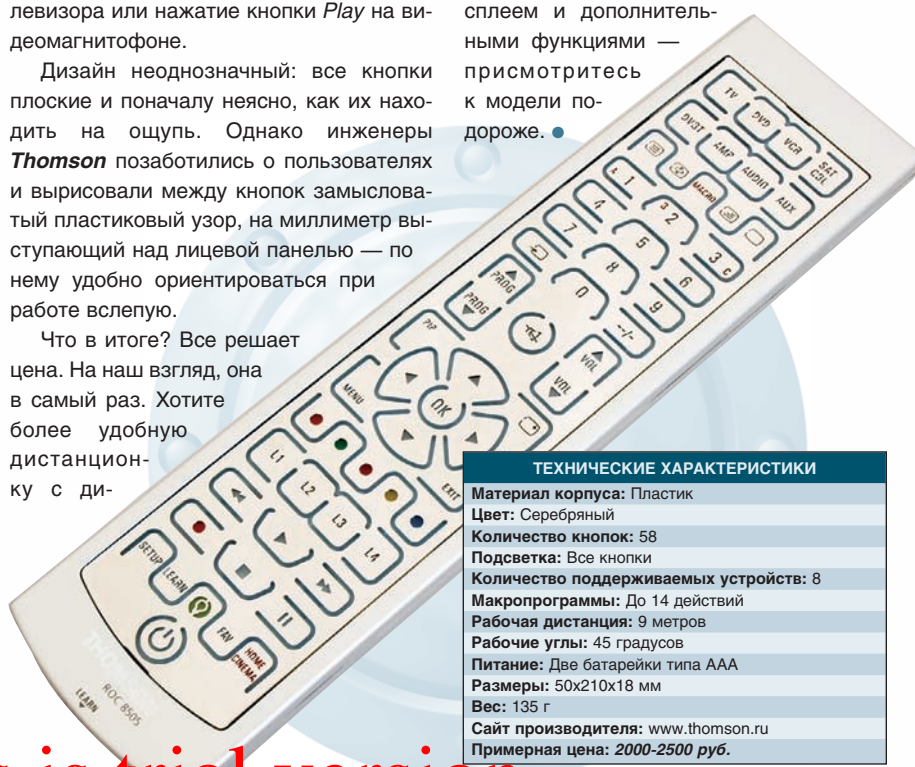 левизора или нажатие кнопки Play на ви-
деомагнитофоне.
Дизайн неоднозначный: все кнопки
плоские и поначалу неясно, как их нахо-
дить на ощупь. Однако инженеры
Thomson позаботились о пользователях
и вырисовали между кнопок замыслова-
тый пластиковый узор, на миллиметр вы-
ступающий над лицевой панелью — по
нему удобно ориентироваться при
работе вслепую.
Что в итоге? Все решает
цена. На наш взгляд, она
в самый раз. Хотите
более удобную
дистанцион-
ку с ди-
сплеем и дополнитель-
ными функциями —
присмотритесь
к модели по-
дороже.
TV
DVD
VCR
SAT
CBL
DVBT
AMP
AUDIO
AUX
MACRO
1
2
3
4
5
6
7
8
9
0
-/--
PROG
PROG
VOL
VOL
PIP
MENU
OK
EXIT
L1
L2
L3
L4
SETUP
LEARN
FAV
HOME
CINEMA
THOMSON
ROC 8505
LEARN
ТЕХНИЧЕСКИЕ ХАРАКТЕРИСТИКИ
Материал корпуса: Пластик
Цвет: Серебряный
Количество кнопок: 58
Подсветка: Все кнопки
Количество поддерживаемых устройств: 8
Макропрограммы: До 14 действий
Рабочая дистанция: 9 метров
Рабочие углы: 45 градусов
Питание: Две батарейки типа ААА
Размеры: 50x210x18 мм
Вес: 135 г
Сайт производителя: www.thomson.ru
Примерная цена: 2000-2500 руб.
is trial version